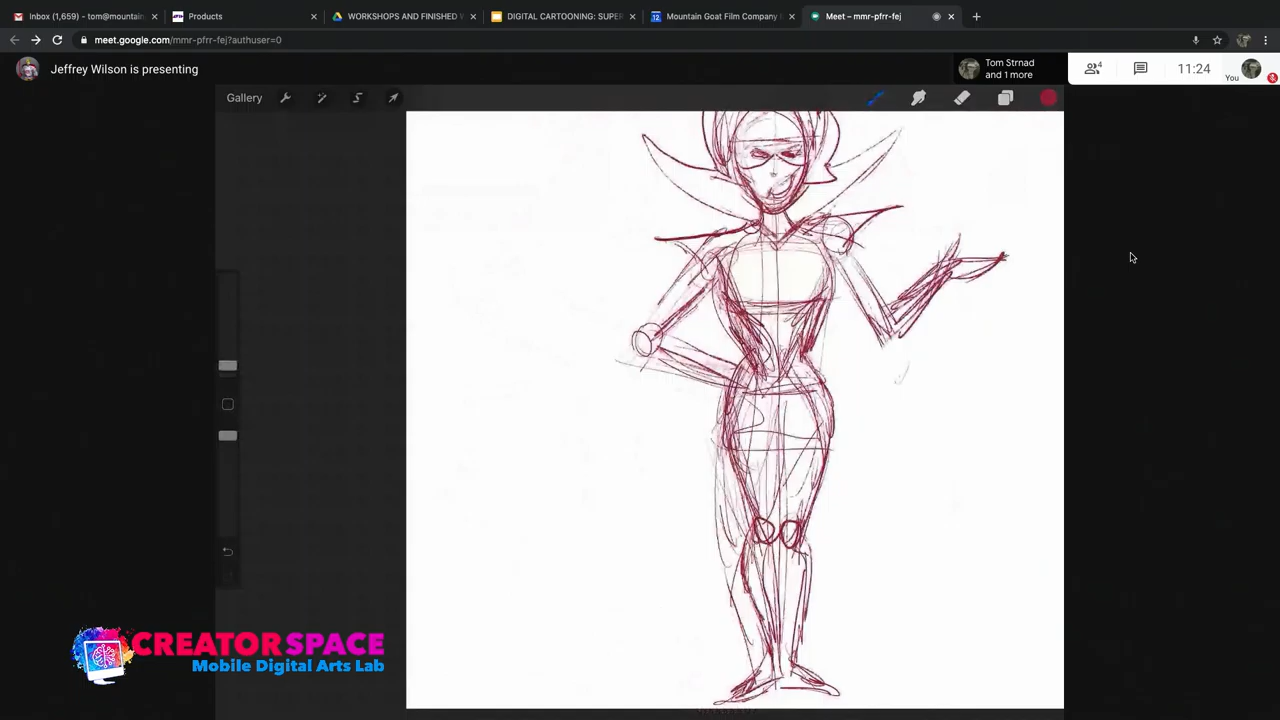 Inbox (1,659) - tom@mountain
Products
WORKSHOPS AND FINISHED
DIGITAL CARTOONING: SUPER
Mountain Goat Film Company
Meet – mmr-pfrr-fej
meet.google.com/mmr-pfrr-fej?authuser=0
Jeffrey Wilson is presenting
Tom Strnad
and 1 more
4
11:24
You
Gallery
CREATORSPACE
Mobile Digital Arts Lab